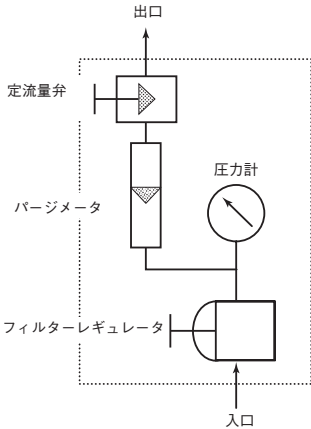 出口
定流量弁
圧力計
パージメータ
フィルターレギュレータ
入口